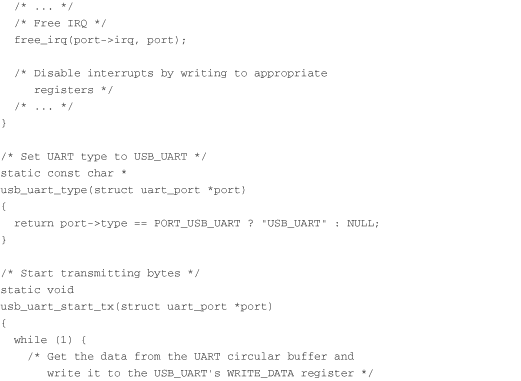 /* ... */
/* Free IRQ */
free_irq(port->irq, port);
/* Disable interrupts by writing to appropriate
registers */
/* ... */
}
/* Set UART type to USB_UART */
static const char *
usb_uart_type(struct uart_port *port)
{
return port->type == PORT_USB_UART ? "USB_UART" : NULL;
}
/* Start transmitting bytes */
static void
usb_uart_start_tx(struct uart_port *port)
{
while (1) {
/* Get the data from the UART circular buffer and
write it to the USB_UART's WRITE_DATA register */